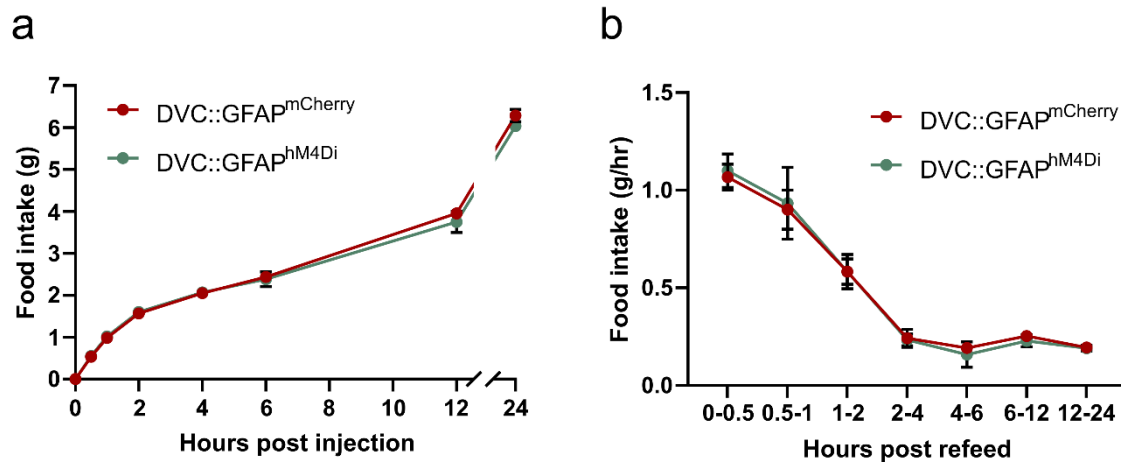 a
Food intake (g)
7
6
5
4
3
2
1
0
DVC::GFAPmCherry
DVC::GFAPhM4Di
0 2 4 6 8 10 12 24
Hours post injection
b
Food intake (g/hr)
1.5
1.0
0.5
0.0
DVC::GFAPmCherry
DVC::GFAPhM4Di
0-0.5 0.5-1 1-2 2-4 4-6 6-12 12-24
Hours post refeed